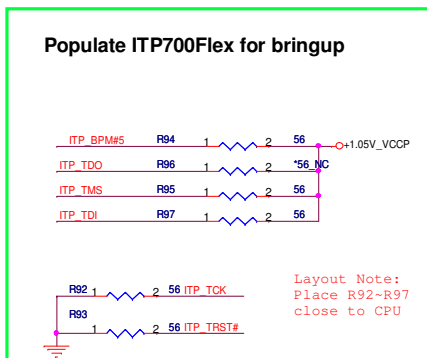 Populate ITP700Flex for bringup
ITP_BPM#5 R94 1 2 56 +1.05V_VCCP
ITP_TDO R96 1 2 *56_NC
ITP_TMS R95 1 2 56
ITP_TDI R97 1 2 56
R92 1 2 56 ITP_TCK
R93 1 2 56 ITP_TRST#
Layout Note:
Place R92~R97
close to CPU